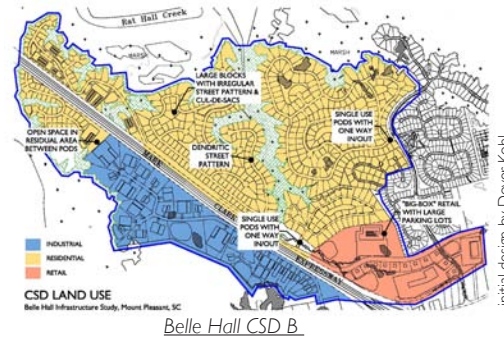 Rat Hall Creek
MARSH
MARSH
LARGE BLOCKS
WITH IRREGULAR
STREET PATTERN &
CUL-DE-SACS
SINGLE USE
PODS WITH
ONE WAY
IN/OUT
OPEN SPACE IN
RESIDUAL AREA
BETWEEN PODS
DENDRITIC
STREET
PATTERN
MARK
CLARK
EXPRESSWAY
SINGLE USE
PODS WITH
ONE WAY
IN/OUT
"BIG-BOX" RETAIL
WITH LARGE
PARKING LOTS
INDUSTRIAL
RESIDENTIAL
RETAIL
CSD LAND USE
Belle Hall Infrastructure Study, Mount Pleasant, SC
Belle Hall CSD B
initial design by Dover Kohl